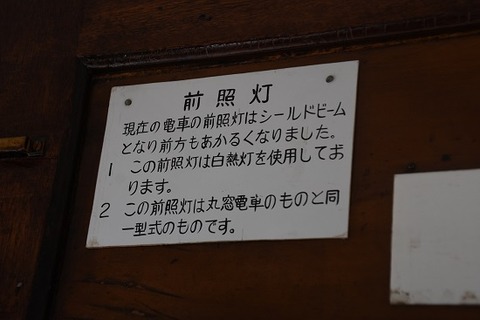 前照灯
現在の電車の前照灯はシールドビーム
となり前方もあかるくなりました。
1 この前照灯は白熱灯を使用してお
ります。
2 この前照灯は丸窓電車のものと同
一型式のものです。